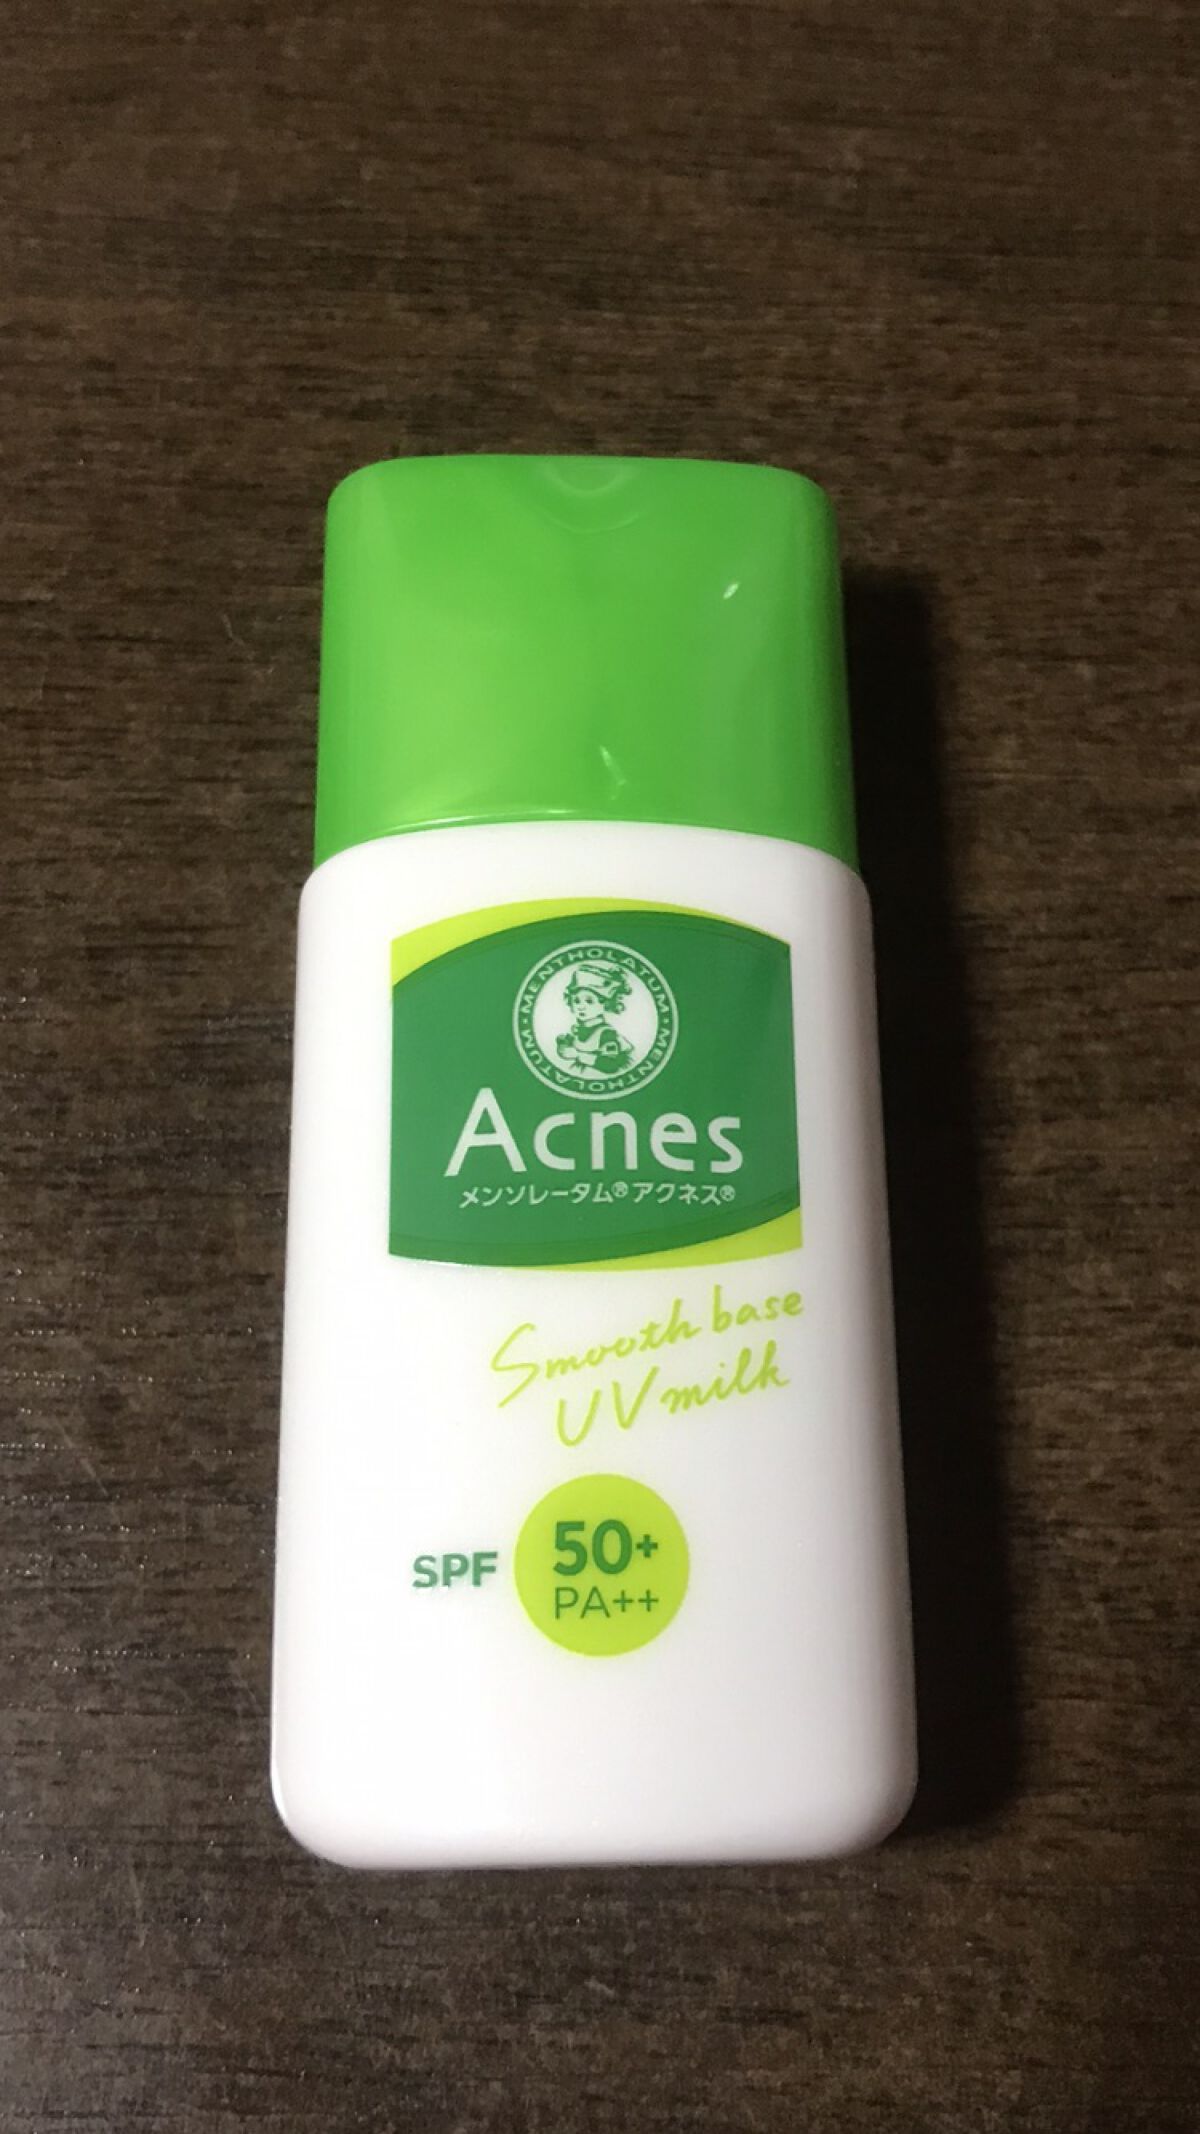 MENTHOLATUM · MENTHOLATUM ·
Acnes
メンソレータム®アクネス®
Smooth base
UV milk
SPF 50+
PA++